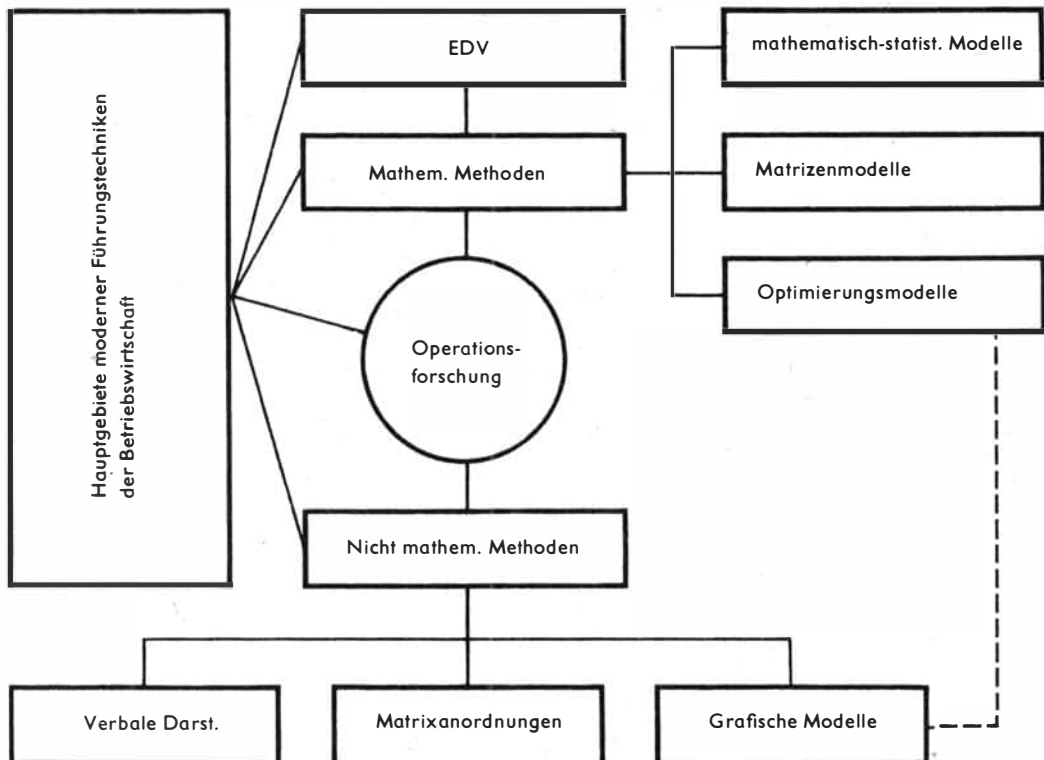 Hauptgebiete moderner Führungstechniken
der Betriebswirtschaft
EDV
mathematisch-statist. Modelle
Mathem. Methoden
Matrizenmodelle
Optimierungsmodelle
Operations-
forschung
Nicht mathem. Methoden
Verbale Darst.
Matrixanordnungen
Grafische Modelle